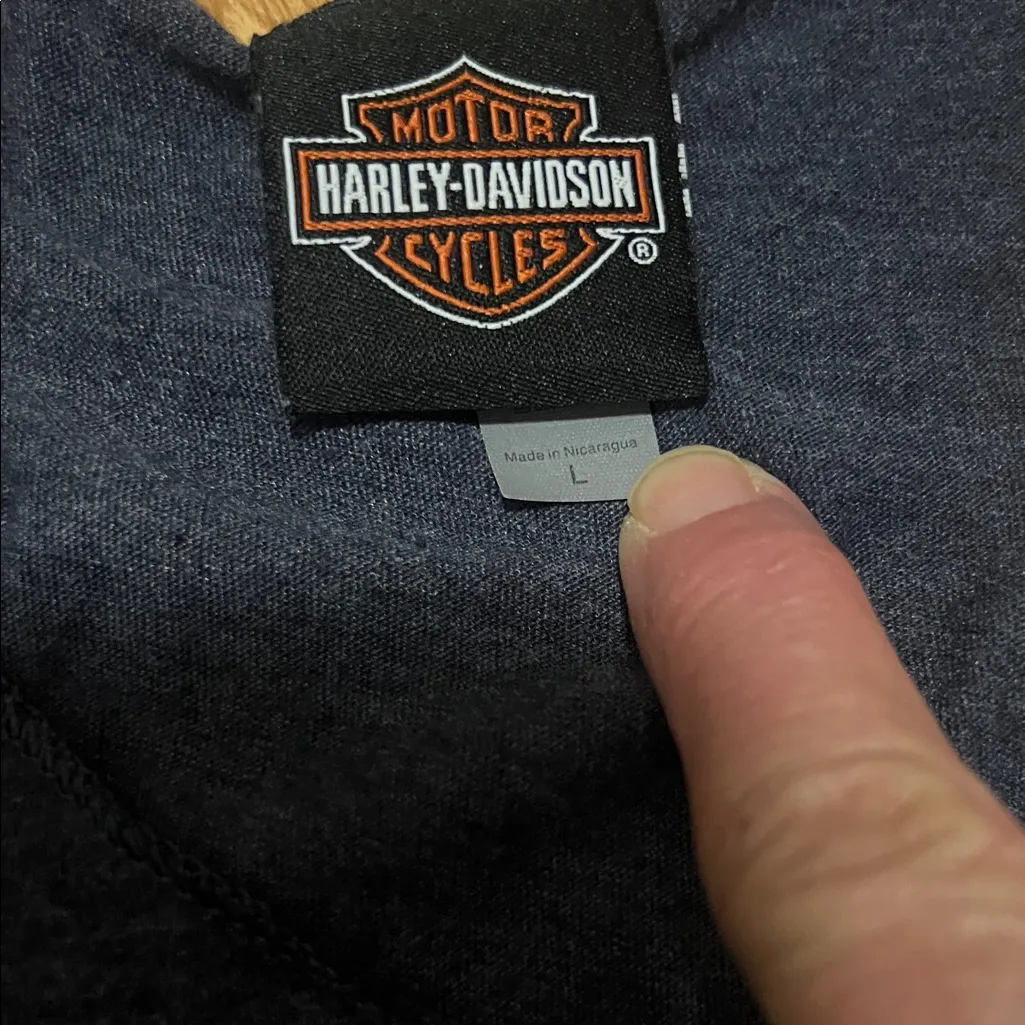 MOTOR
HARLEY-DAVIDSON
CYCLES
®
Made in Nicaragua
L